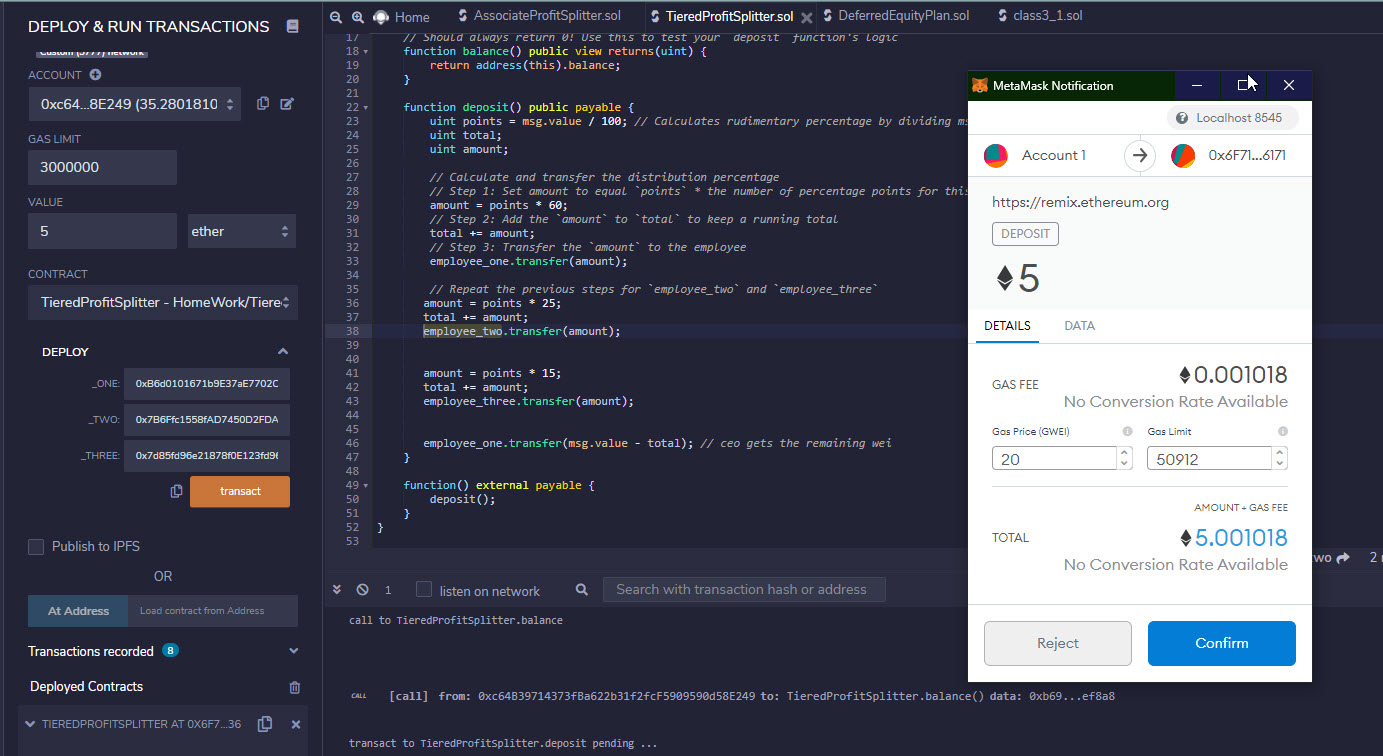 DEPLOY & RUN TRANSACTIONS
Custom (5777) network
ACCOUNT
0xc64...8E249 (35.2801810
GAS LIMIT
3000000
VALUE
5
ether
CONTRACT
TieredProfitSplitter - HomeWork/Tiere
DEPLOY
_ONE:
0xB6d0101671b9E37aE7702C
_TWO:
0x7B6Ffc1558fAD7450D2FDA
_THREE:
0x7d85fd96e21878f0E123fd96
transact
Publish to IPFS
OR
At Address
Load contract from Address
Transactions recorded 8
Deployed Contracts
TIEREDPROFITSPLITTER AT 0X6F7...36
Home
AssociateProfitSplitter.sol
TieredProfitSplitter.sol
DeferredEquityPlan.sol
class3_1.sol
17 // Should always return 0! Use this to test your `deposit` function's logic
18 function balance() public view returns(uint) {
19 return address(this).balance;
20 }
21
22 function deposit() public payable {
23 uint points = msg.value / 100; // Calculates rudimentary percentage by dividing ms
24 uint total;
25 uint amount;
26
27 // Calculate and transfer the distribution percentage
28 // Step 1: Set amount to equal `points` * the number of percentage points for this
29 amount = points * 60;
30 // Step 2: Add the `amount` to `total` to keep a running total
31 total += amount;
32 // Step 3: Transfer the `amount` to the employee
33 employee_one.transfer(amount);
34
35 // Repeat the previous steps for `employee_two` and `employee_three`
36 amount = points * 25;
37 total += amount;
38 employee_two.transfer(amount);
39
40
41 amount = points * 15;
42 total += amount;
43 employee_three.transfer(amount);
44
45
46 employee_one.transfer(msg.value - total); // ceo gets the remaining wei
47 }
48
49 function() external payable {
50 deposit();
51 }
52 }
53
wo
2
1
listen on network
Search with transaction hash or address
call to TieredProfitSplitter.balance
CALL [call] from: 0xc64B39714373fBa622b31f2fcF5909590d58E249 to: TieredProfitSplitter.balance() data: 0xb69...ef8a8
transact to TieredProfitSplitter.deposit pending ...
MetaMask Notification
Localhost 8545
Account 1
0x6F71...6171
https://remix.ethereum.org
DEPOSIT
5
DETAILS
DATA
GAS FEE
0.001018
No Conversion Rate Available
Gas Price (GWEI)
Gas Limit
20
50912
AMOUNT + GAS FEE
TOTAL
5.001018
No Conversion Rate Available
Reject
Confirm